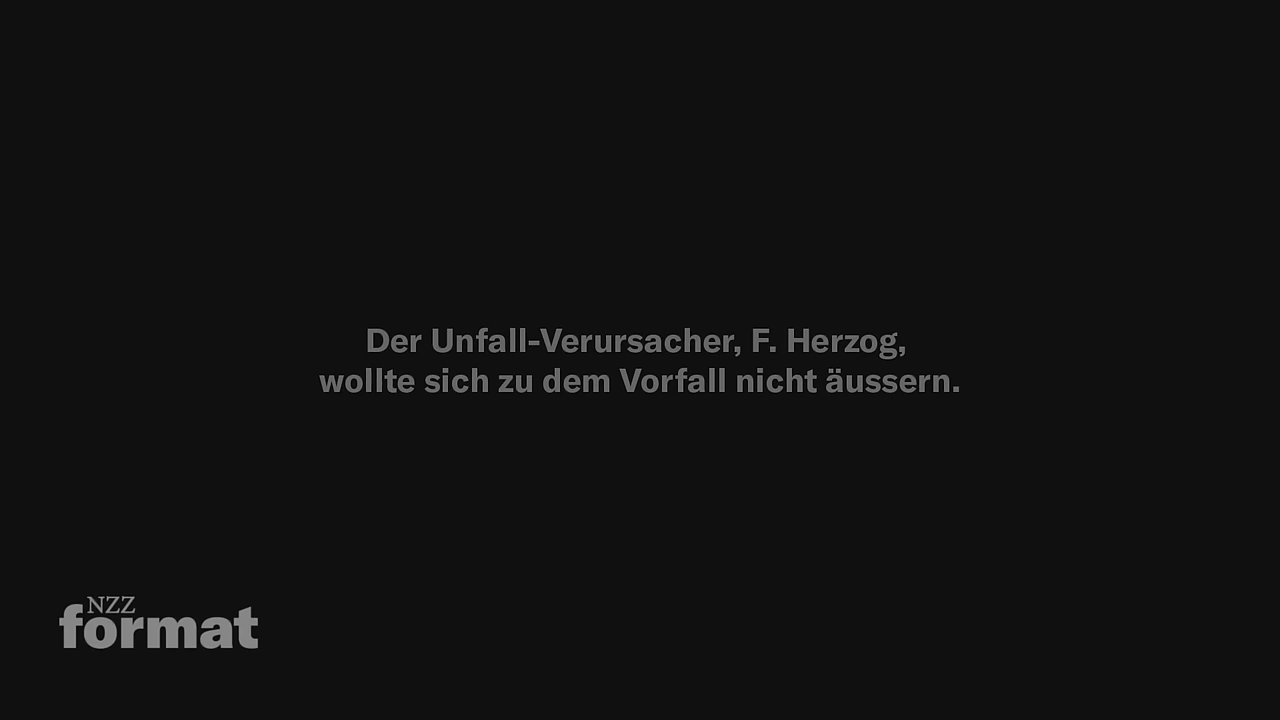 Der Unfall-Verursacher, F. Herzog,
wollte sich zu dem Vorfall nicht äussern.
NZZ
format